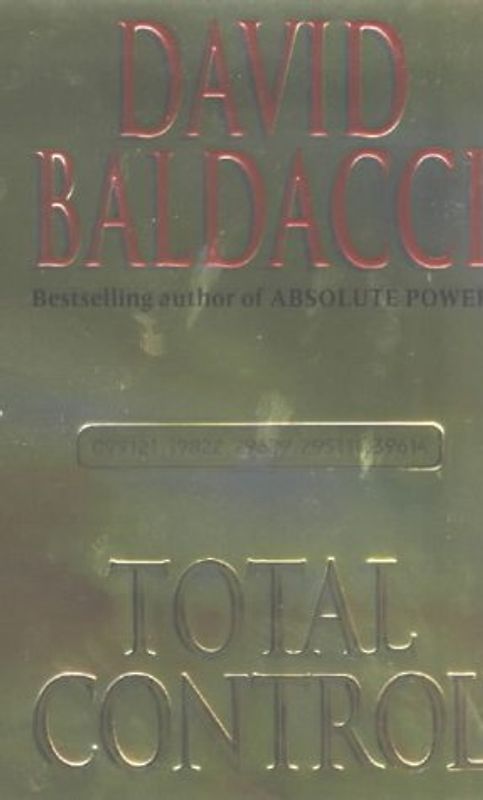 DAVID
BALDACCI
Bestselling author of ABSOLUTE POWER
TOTAL
CONTROL